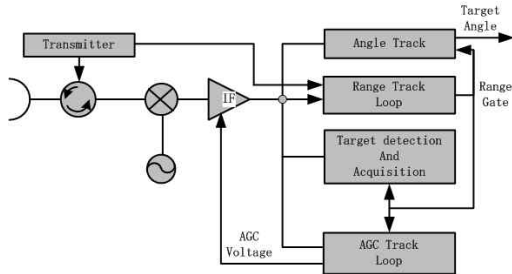 Target
Angle
Transmitter
Angle Track
IF
Range Track
Loop
Range
Gate
Target detection
And
Acquisition
AGC
Voltage
AGC Track
Loop